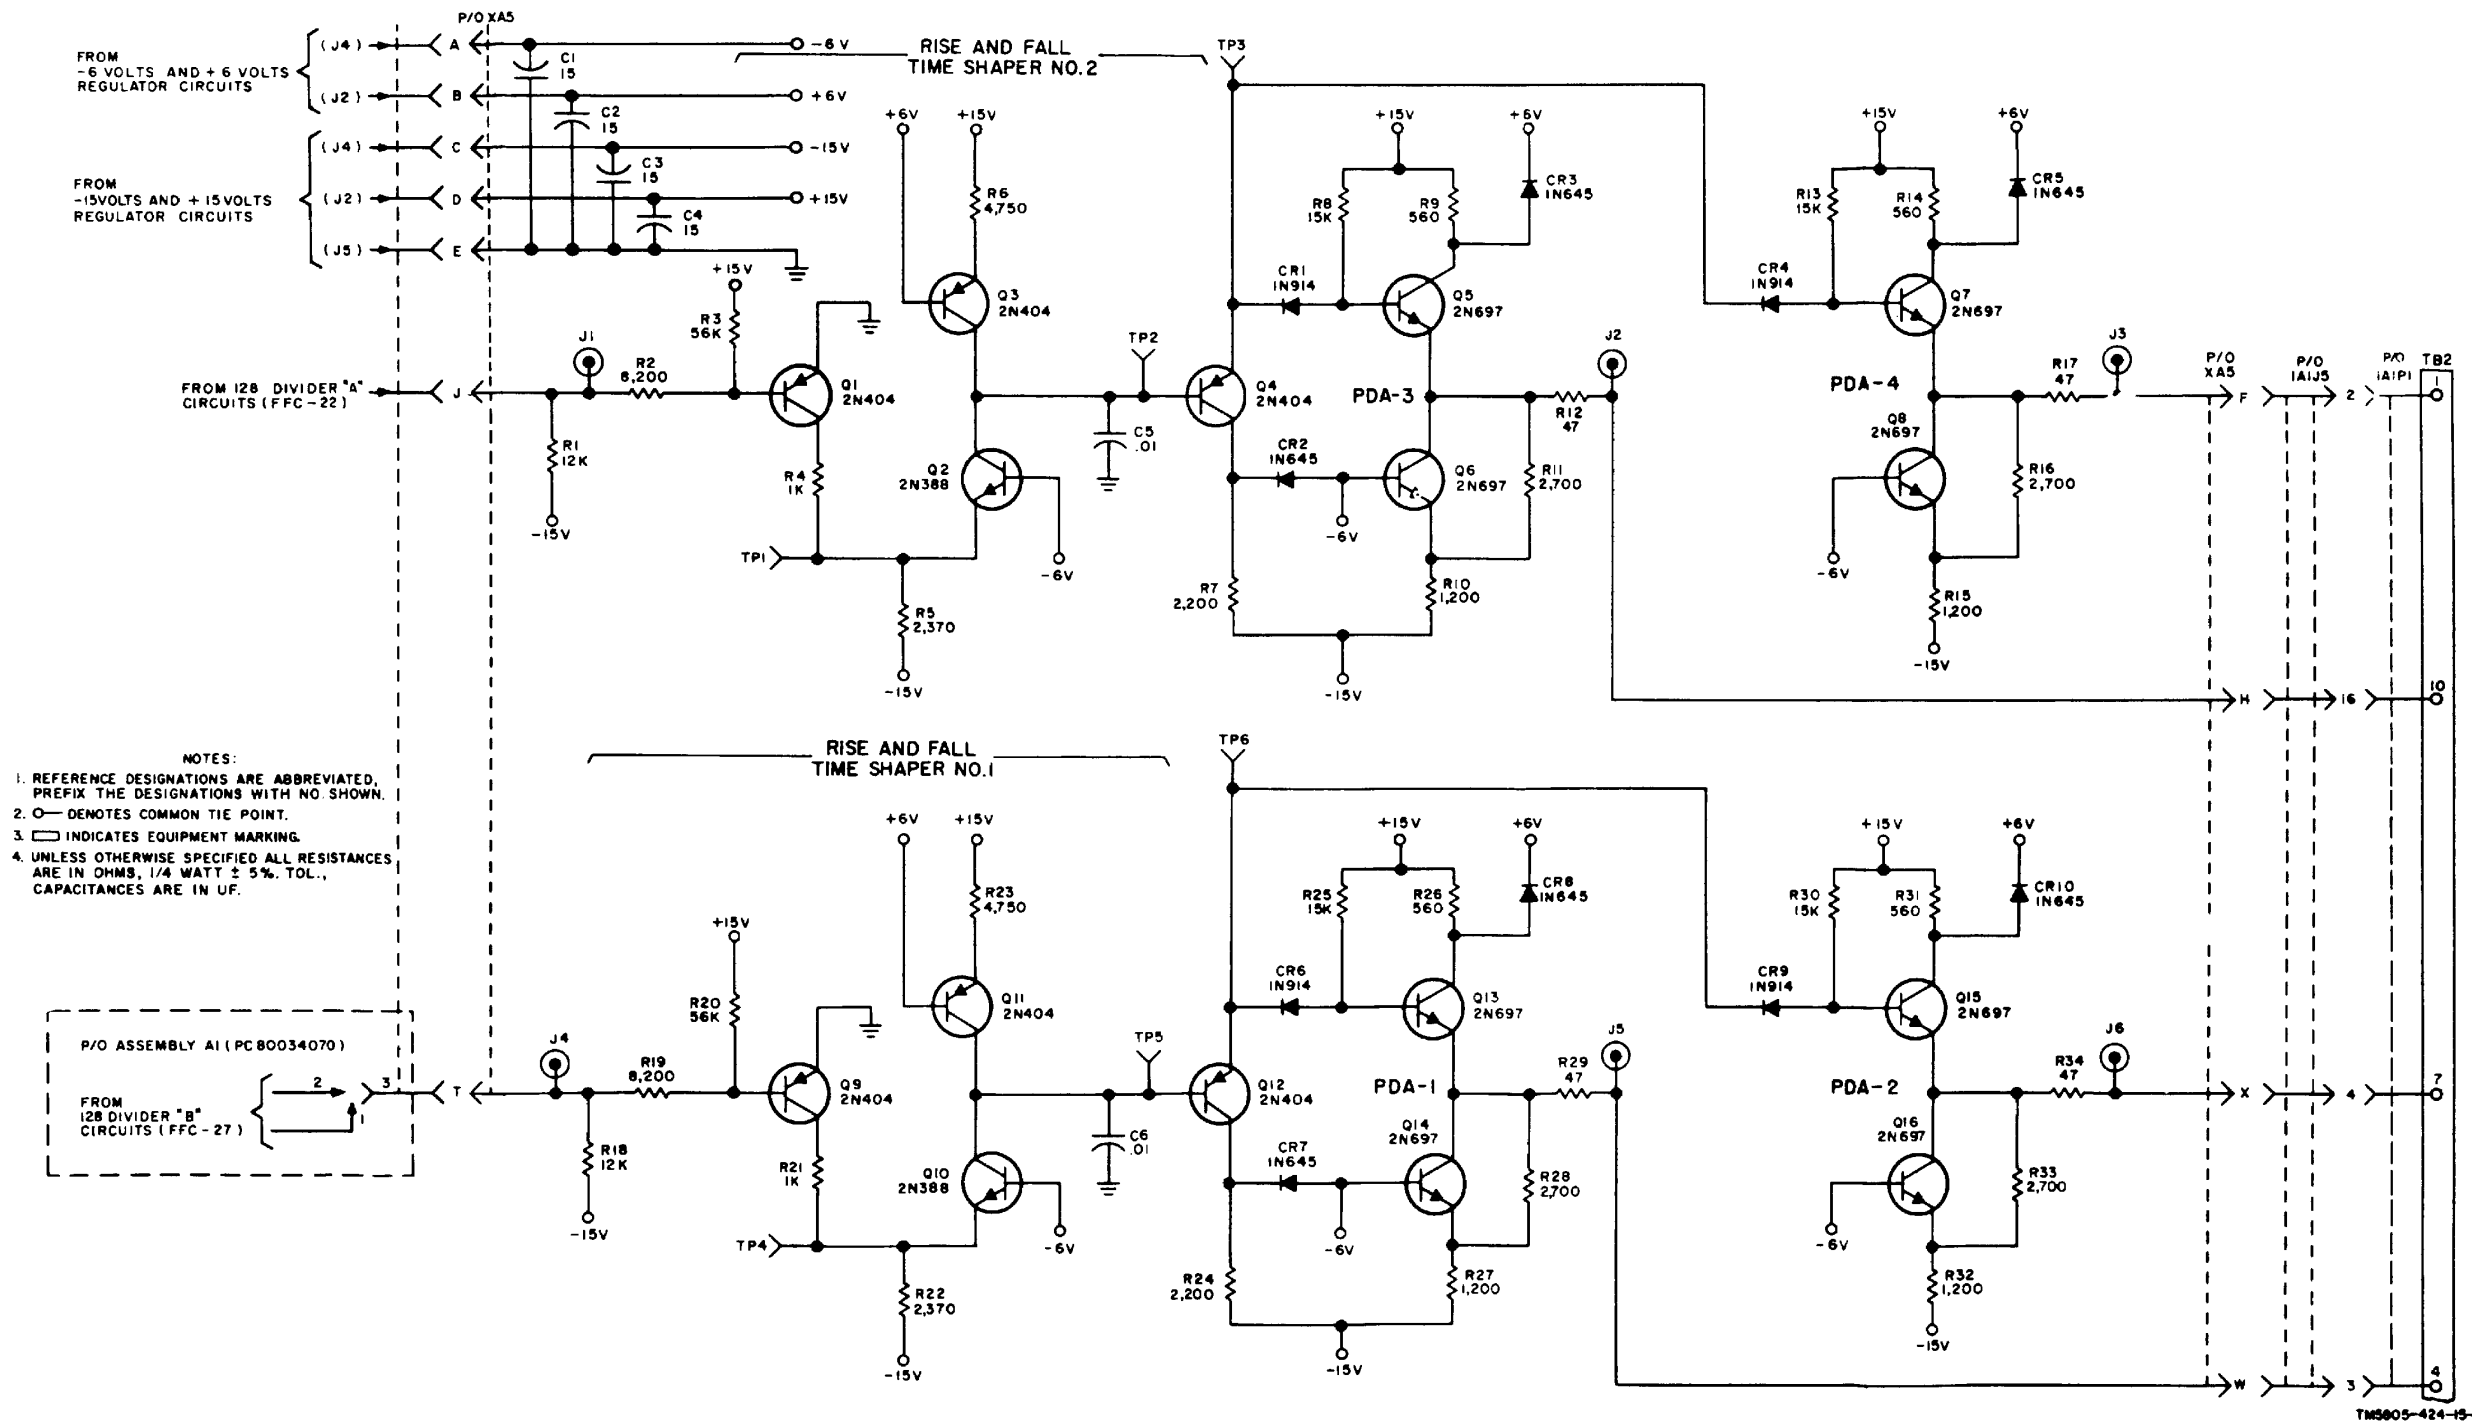 P/O XA5
FROM
-6 VOLTS AND +6 VOLTS
REGULATOR CIRCUITS
(J4) A -6V
(J2) B +6V
C1
15
C2
15
FROM
-15VOLTS AND +15VOLTS
REGULATOR CIRCUITS
(J4) C -15V
(J2) D +15V
(J5) E
C3
15
C4
15
RISE AND FALL
TIME SHAPER NO.2
TP3
+6V
+15V
R6
4,750
Q3
2N404
+15V
R3
56K
FROM 128 DIVIDER "A"
CIRCUITS (FFC-22)
J
J1
R2
8,200
R1
12K
-15V
Q1
2N404
R4
1K
TP1
Q2
2N388
-6V
R5
2,370
-15V
TP2
C5
.01
Q4
2N404
+15V
+6V
R8
15K
R9
560
CR3
1N645
CR1
1N914
Q5
2N697
PDA-3
CR2
1N645
Q6
2N697
-6V
R7
2,200
R10
1,200
-15V
R11
2,700
R12
47
J2
+15V
+6V
R13
15K
R14
560
CR5
1N645
CR4
1N914
Q7
2N697
PDA-4
Q8
2N697
-6V
R15
1,200
-15V
R16
2,700
R17
47
J3
P/O
XA5
P/O
1A1J5
P/O
1A1P1
TB2
F 2 1
H 16 10
NOTES:
1. REFERENCE DESIGNATIONS ARE ABBREVIATED,
PREFIX THE DESIGNATIONS WITH NO. SHOWN.
2. DENOTES COMMON TIE POINT.
3. INDICATES EQUIPMENT MARKING.
4. UNLESS OTHERWISE SPECIFIED ALL RESISTANCES
ARE IN OHMS, 1/4 WATT ± 5%. TOL.,
CAPACITANCES ARE IN UF.
RISE AND FALL
TIME SHAPER NO.1
TP6
+6V
+15V
R23
4,750
Q11
2N404
+15V
R20
56K
P/O ASSEMBLY A1 (PC80034070)
FROM
128 DIVIDER "B"
CIRCUITS (FFC-27)
2
3
1
T
J4
R19
8,200
R18
12K
-15V
Q9
2N404
R21
1K
TP4
Q10
2N388
-6V
R22
2,370
-15V
TP5
C6
.01
Q12
2N404
+15V
+6V
R25
15K
R26
560
CR8
1N645
CR6
1N914
Q13
2N697
PDA-1
Q14
2N697
CR7
1N645
-6V
R24
2,200
R27
1,200
-15V
R28
2,700
R29
47
J5
+15V
+6V
R30
15K
R31
560
CR10
1N645
CR9
1N914
Q15
2N697
PDA-2
Q16
2N697
-6V
R32
1,200
-15V
R33
2,700
R34
47
J6
X 4 7
W 3 4
TM5805-424-15-